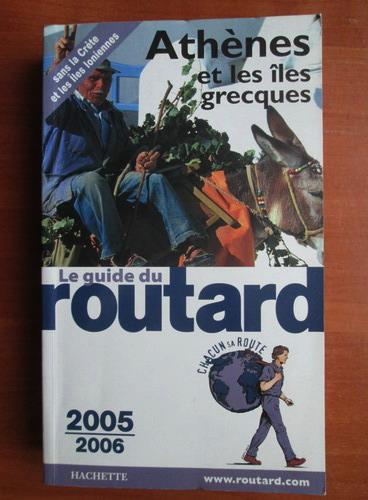 sans la Crète
et les îles Ioniennes
Athènes
et les îles
grecques
Le guide du
routard
CHACUN SA ROUTE
2005
2006
HACHETTE
www.routard.com